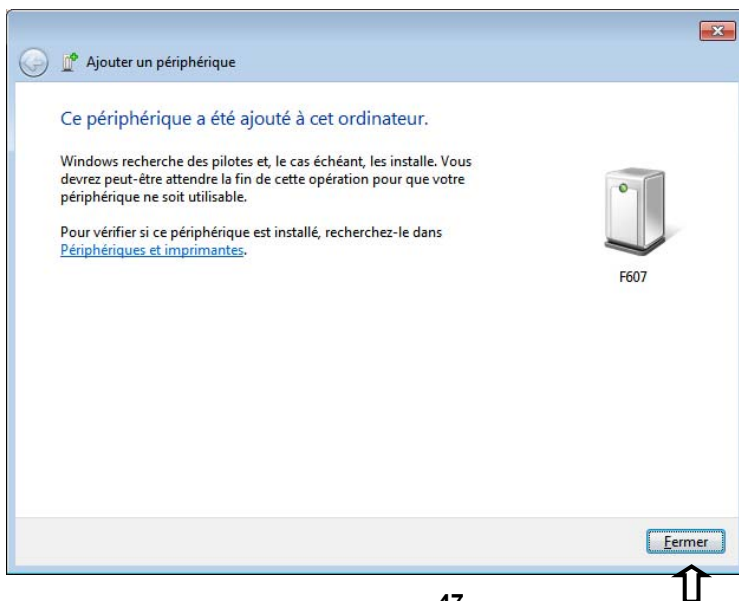 Ajouter un périphérique
Ce périphérique a été ajouté à cet ordinateur.
Windows recherche des pilotes et, le cas échéant, les installe. Vous
devrez peut-être attendre la fin de cette opération pour que votre
périphérique ne soit utilisable.
Pour vérifier si ce périphérique est installé, recherchez-le dans
Périphériques et imprimantes.
F607
Fermer
47